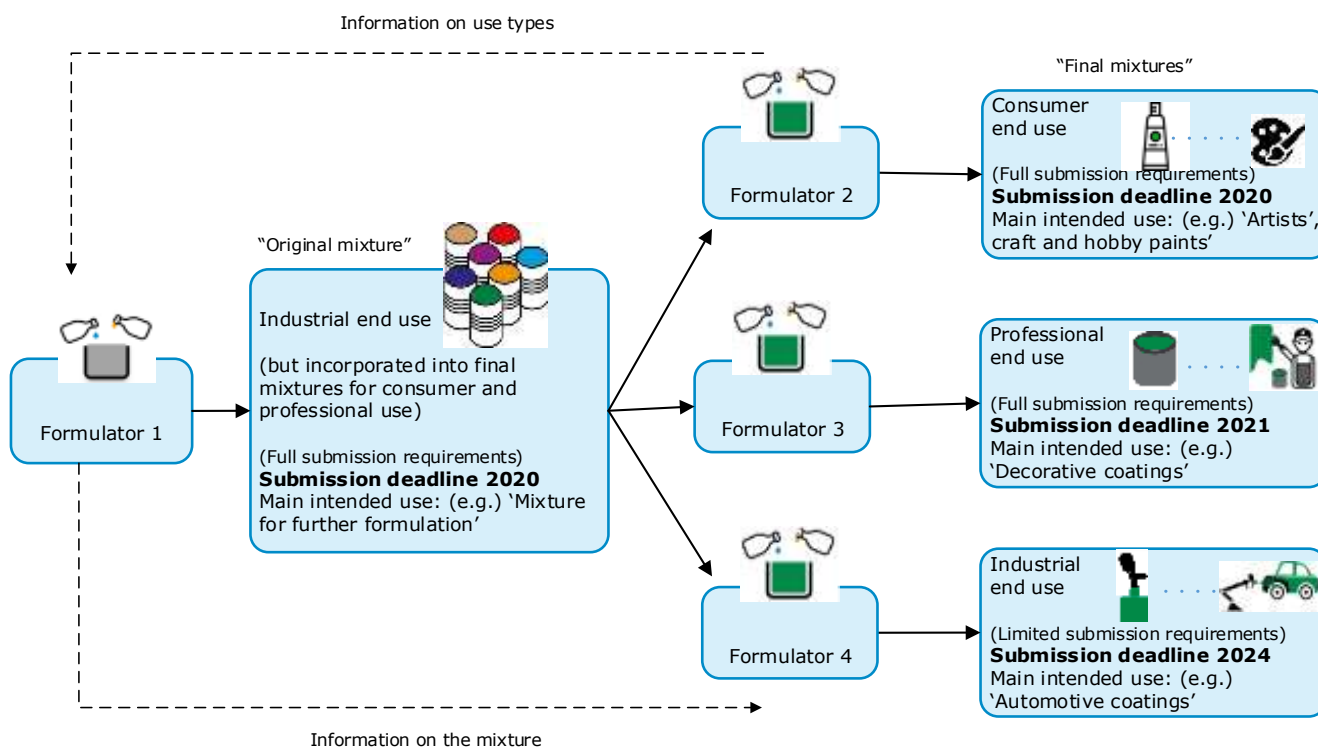 Information on use types
“Final mixtures”
Consumer
end use
(Full submission requirements)
Submission deadline 2020
Main intended use: (e.g.) ‘Artists’,
craft and hobby paints’
Formulator 2
“Original mixture”
Industrial end use
(but incorporated into final
mixtures for consumer and
professional use)
(Full submission requirements)
Submission deadline 2020
Main intended use: (e.g.) ‘Mixture
for further formulation’
Formulator 1
Professional
end use
(Full submission requirements)
Submission deadline 2021
Main intended use: (e.g.)
‘Decorative coatings’
Formulator 3
Industrial
end use
(Limited submission requirements)
Submission deadline 2024
Main intended use: (e.g.)
‘Automotive coatings’
Formulator 4
Information on the mixture